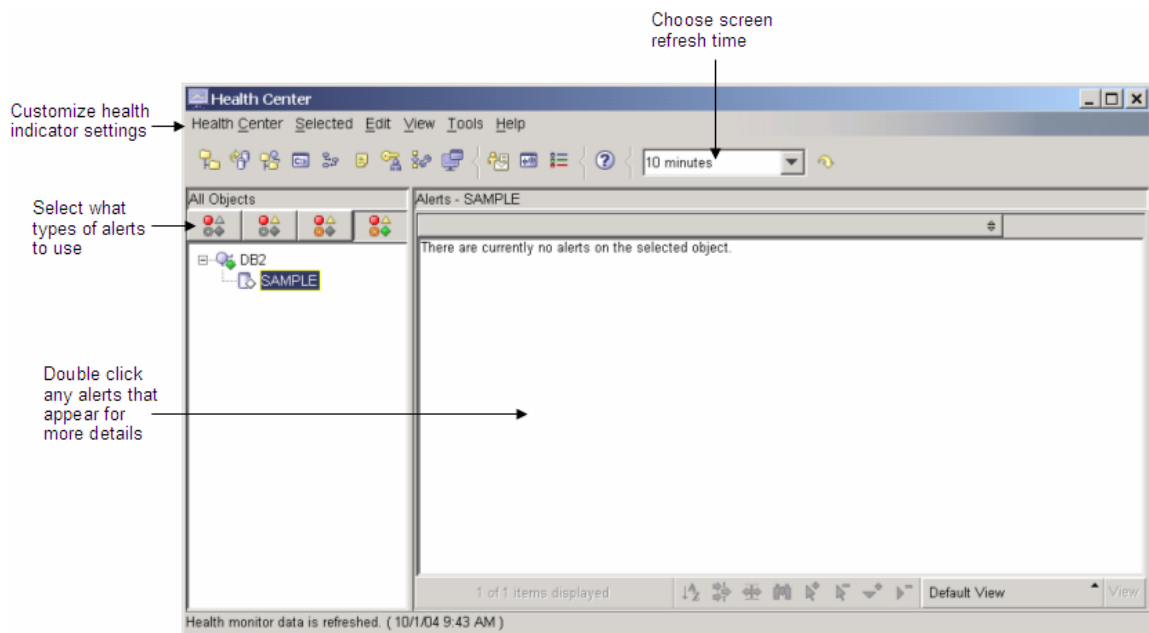 Choose screen
refresh time
Customize health
indicator settings
Health Center
Health Center Selected Edit View Tools Help
10 minutes
Select what
types of alerts
to use
All Objects
Alerts - SAMPLE
There are currently no alerts on the selected object.
DB2
SAMPLE
Double click
any alerts that
appear for
more details
1 of 1 items displayed
Default View
View
Health monitor data is refreshed. ( 10/1/04 9:43 AM )